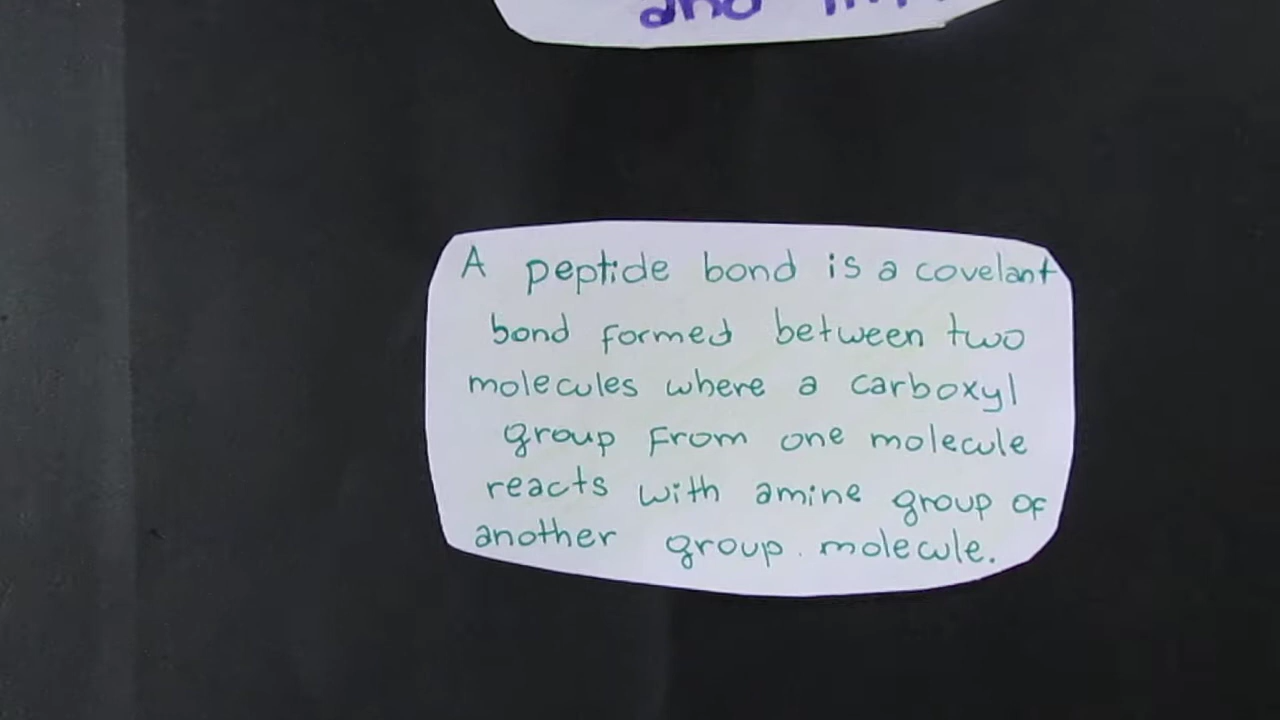 and
A peptide bond is a covelant
bond formed between two
molecules where a carboxyl
group from one molecule
reacts with amine group of
another group. molecule.